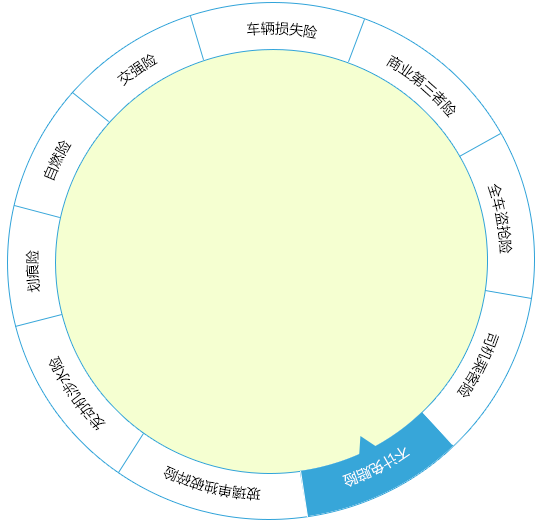 车辆损失险
商业第三者险
全车盗抢险
司机乘客险
不计免赔险
玻璃单独破碎险
发动机涉水险
划痕险
自燃险
交强险